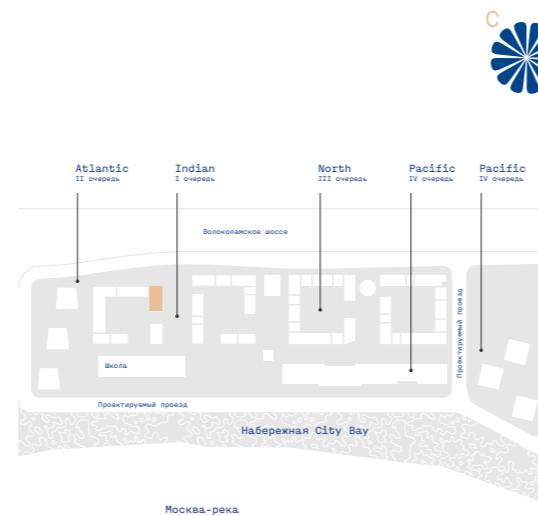 С
Atlantic
II очередь
Indian
I очередь
North
III очередь
Pacific
IV очередь
Pacific
IV очередь
Волоколамское шоссе
Проектируемый проезд
Школа
Проектируемый проезд
Набережная City Bay
Москва-река